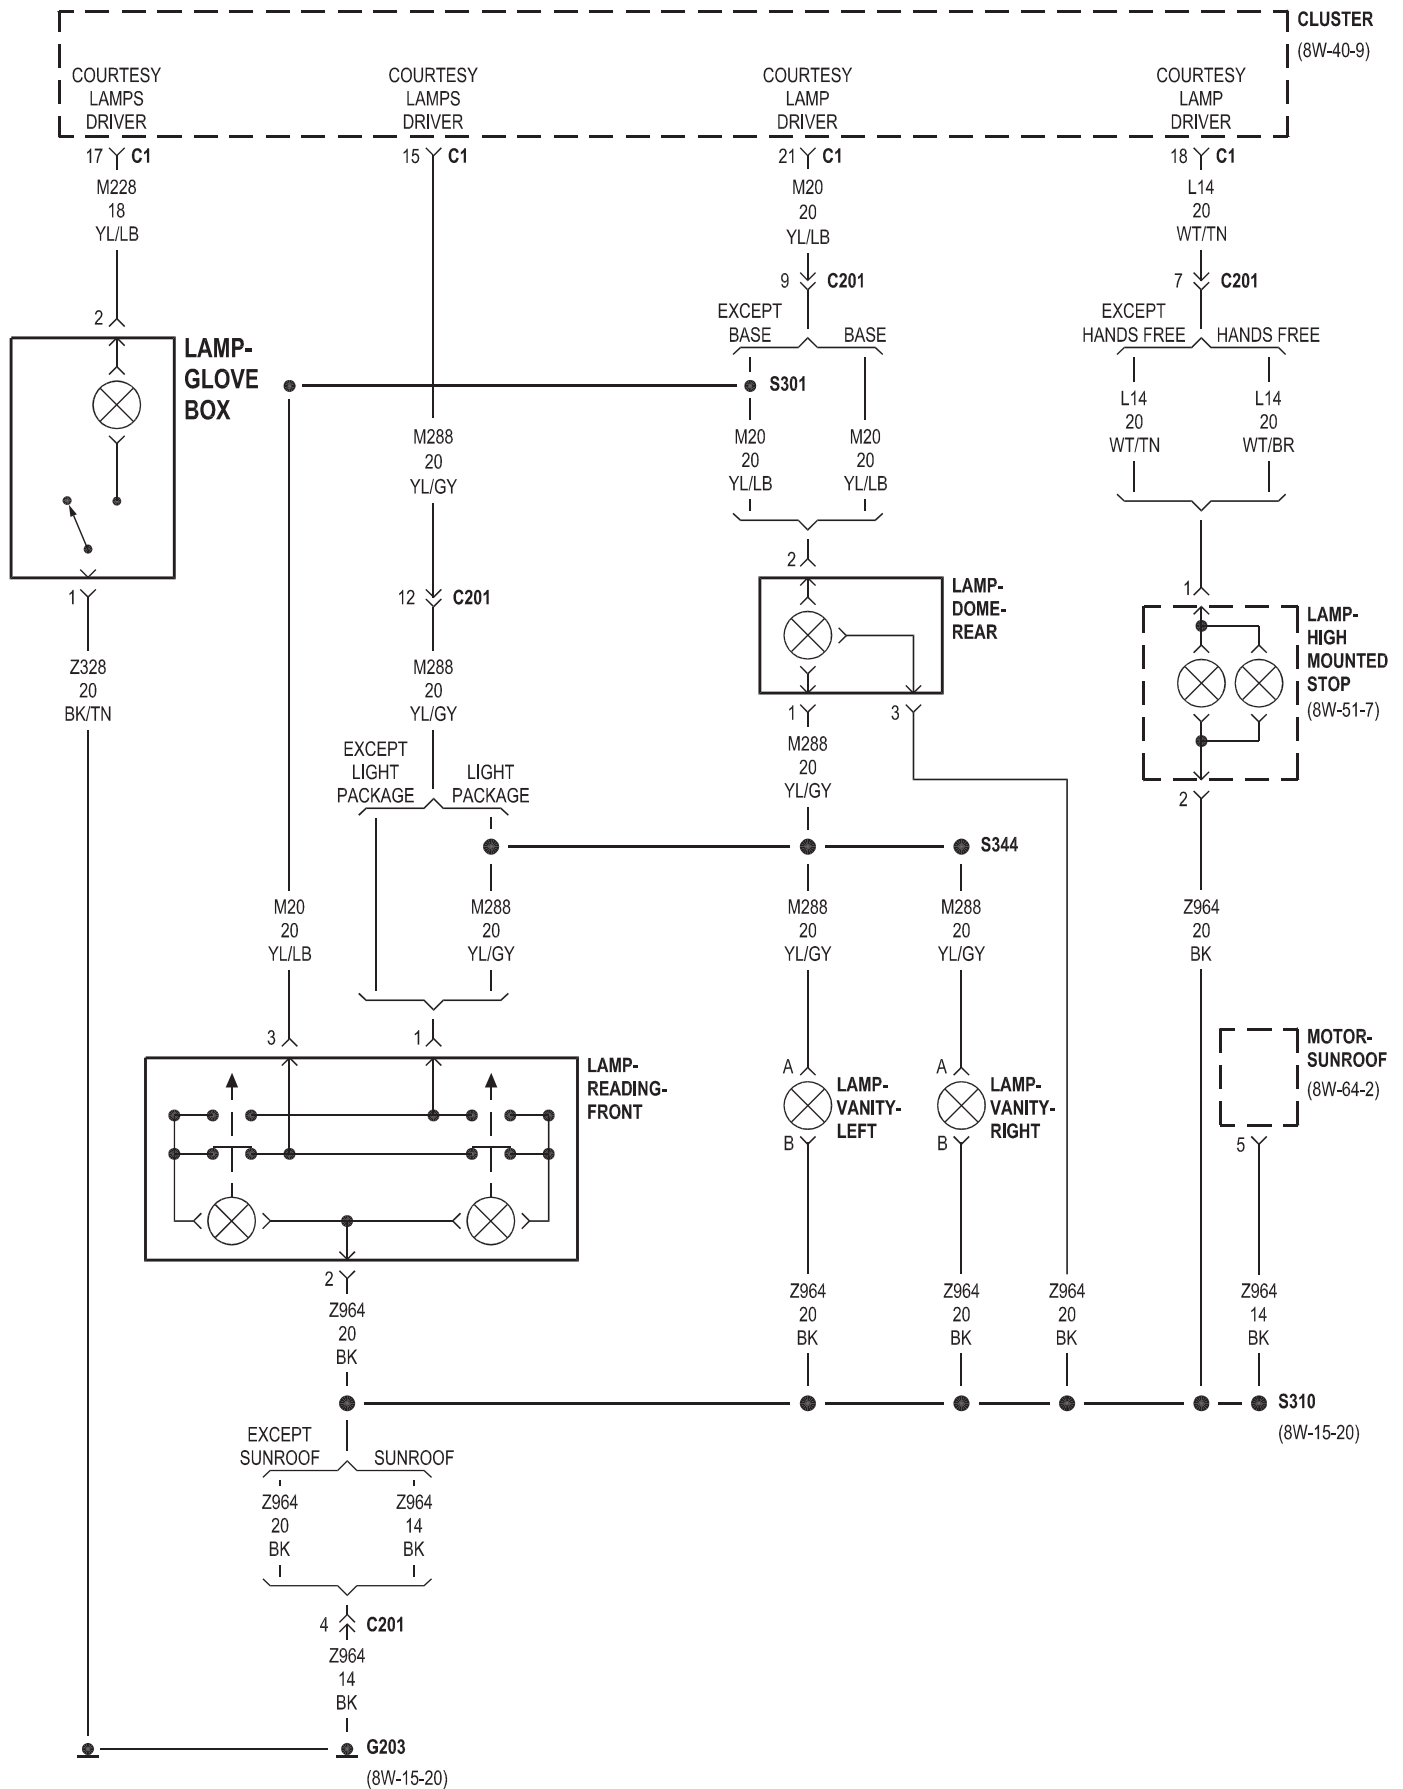 CLUSTER
(8W-40-9)
COURTESY
LAMPS
DRIVER
COURTESY
LAMPS
DRIVER
COURTESY
LAMP
DRIVER
COURTESY
LAMP
DRIVER
17 C1
15 C1
21 C1
18 C1
M228
18
YL/LB
M20
20
YL/LB
L14
20
WT/TN
9 C201
7 C201
2
LAMP-
GLOVE
BOX
EXCEPT
BASE
BASE
EXCEPT
HANDS FREE
HANDS FREE
S301
M288
20
YL/GY
M20
20
YL/LB
M20
20
YL/LB
L14
20
WT/TN
L14
20
WT/BR
1
12 C201
2
LAMP-
DOME-
REAR
1
LAMP-
HIGH
MOUNTED
STOP
(8W-51-7)
Z328
20
BK/TN
M288
20
YL/GY
1
3
2
EXCEPT
LIGHT
PACKAGE
LIGHT
PACKAGE
M288
20
YL/GY
S344
M20
20
YL/LB
M288
20
YL/GY
M288
20
YL/GY
M288
20
YL/GY
Z964
20
BK
3
1
LAMP-
READING-
FRONT
A
LAMP-
VANITY-
LEFT
B
A
LAMP-
VANITY-
RIGHT
B
MOTOR-
SUNROOF
(8W-64-2)
5
2
Z964
20
BK
Z964
20
BK
Z964
20
BK
Z964
20
BK
Z964
14
BK
S310
(8W-15-20)
EXCEPT
SUNROOF
SUNROOF
Z964
20
BK
Z964
14
BK
4 C201
Z964
14
BK
G203
(8W-15-20)